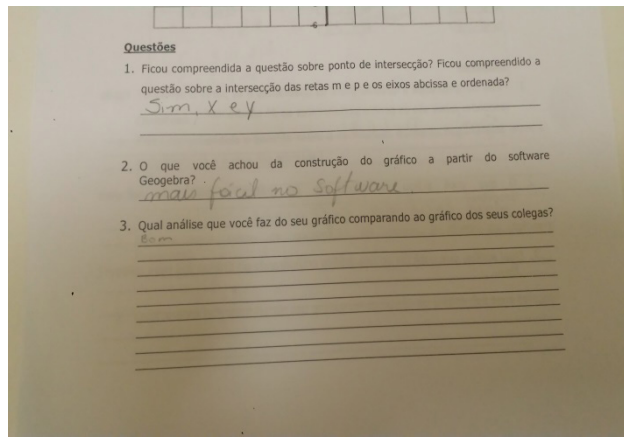 Questões
1. Ficou compreendida a questão sobre ponto de intersecção? Ficou compreendido a
questão sobre a intersecção das retas m e p e os eixos abcissa e ordenada?
Sim, x e y
2. O que você achou da construção do gráfico a partir do software
Geogebra?
mais fácil no software
3. Qual análise que você faz do seu gráfico comparando ao gráfico dos seus colegas?
Bom